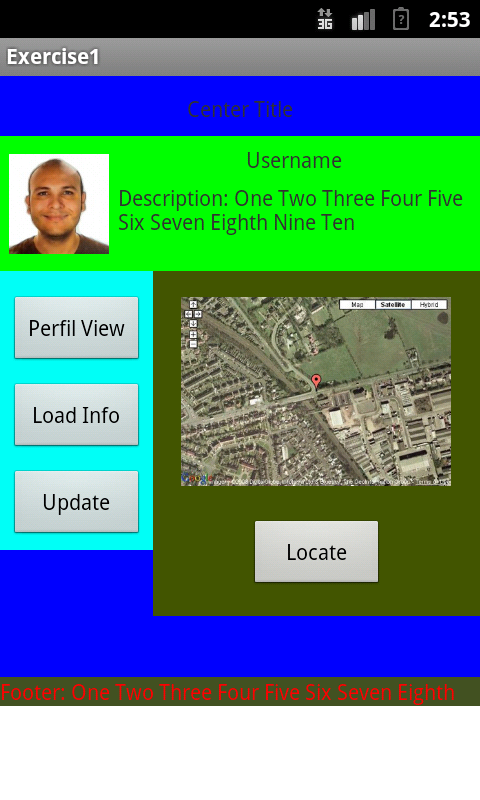 3G ? 2:53
Exercise1
Center Title
Username
Description: One Two Three Four Five
Six Seven Eighth Nine Ten
Perfil View
Load Info
Update
Map Satellite Hybrid
Locate
Footer: One Two Three Four Five Six Seven Eighth